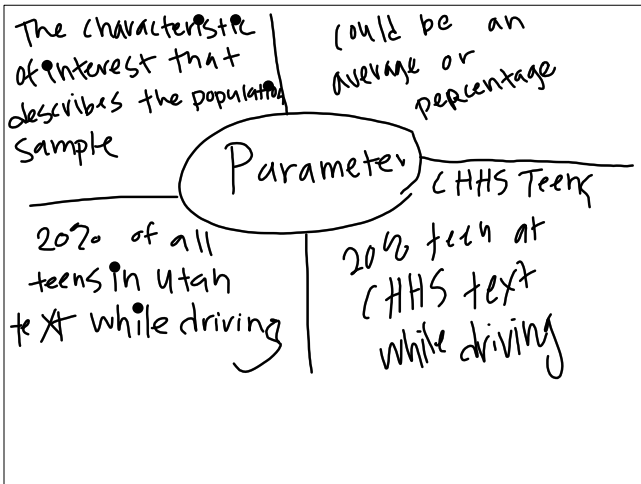 The characteristic
of interest that
describes the population
sample
could be an
average or
percentage
Parameter
20% of all
teens in Utah
text while driving
CHHS Teens
20% teen at
CHHS text
while driving